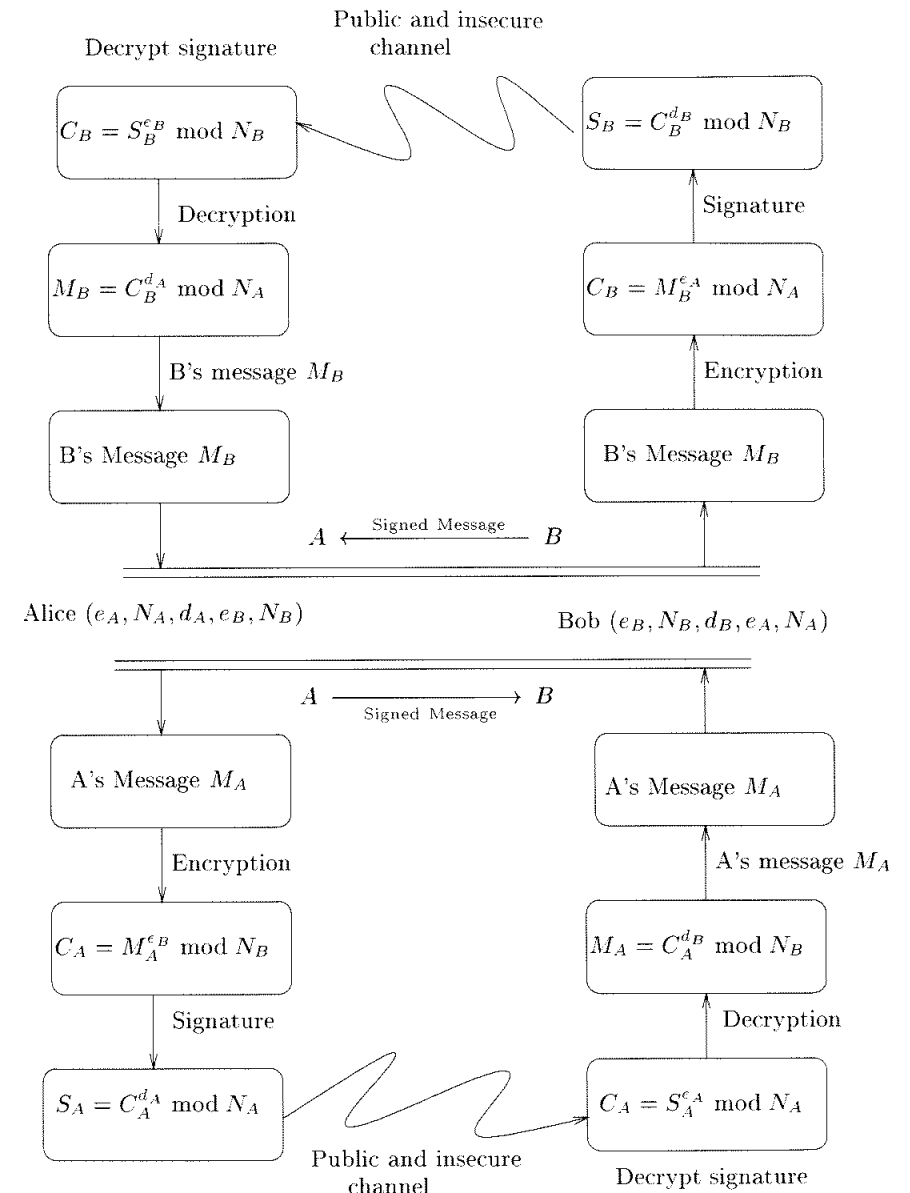 Public and insecure
channel
Decrypt signature
C_B = S_B^{e_B} mod N_B
S_B = C_B^{d_B} mod N_B
Decryption
Signature
M_B = C_B^{d_A} mod N_A
C_B = M_B^{e_A} mod N_A
B's message M_B
Encryption
B's Message M_B
B's Message M_B
A ← Signed Message B
Alice (e_A, N_A, d_A, e_B, N_B)
Bob (e_B, N_B, d_B, e_A, N_A)
A → B
Signed Message
A's Message M_A
A's Message M_A
Encryption
A's message M_A
C_A = M_A^{e_B} mod N_B
M_A = C_A^{d_B} mod N_B
Signature
Decryption
S_A = C_A^{d_A} mod N_A
C_A = S_A^{e_A} mod N_A
Public and insecure
channel
Decrypt signature